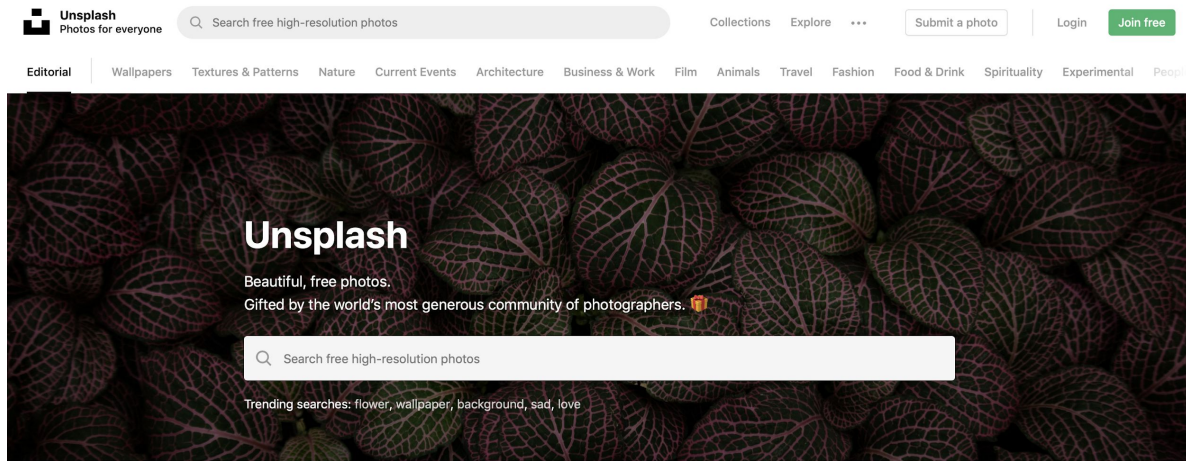 Unsplash
Photos for everyone
Search free high-resolution photos
Collections Explore ••• Submit a photo Login Join free
Editorial Wallpapers Textures & Patterns Nature Current Events Architecture Business & Work Film Animals Travel Fashion Food & Drink Spirituality Experimental
Unsplash
Beautiful, free photos.
Gifted by the world’s most generous community of photographers. 🎁
Search free high-resolution photos
Trending searches: flower, wallpaper, background, sad, love